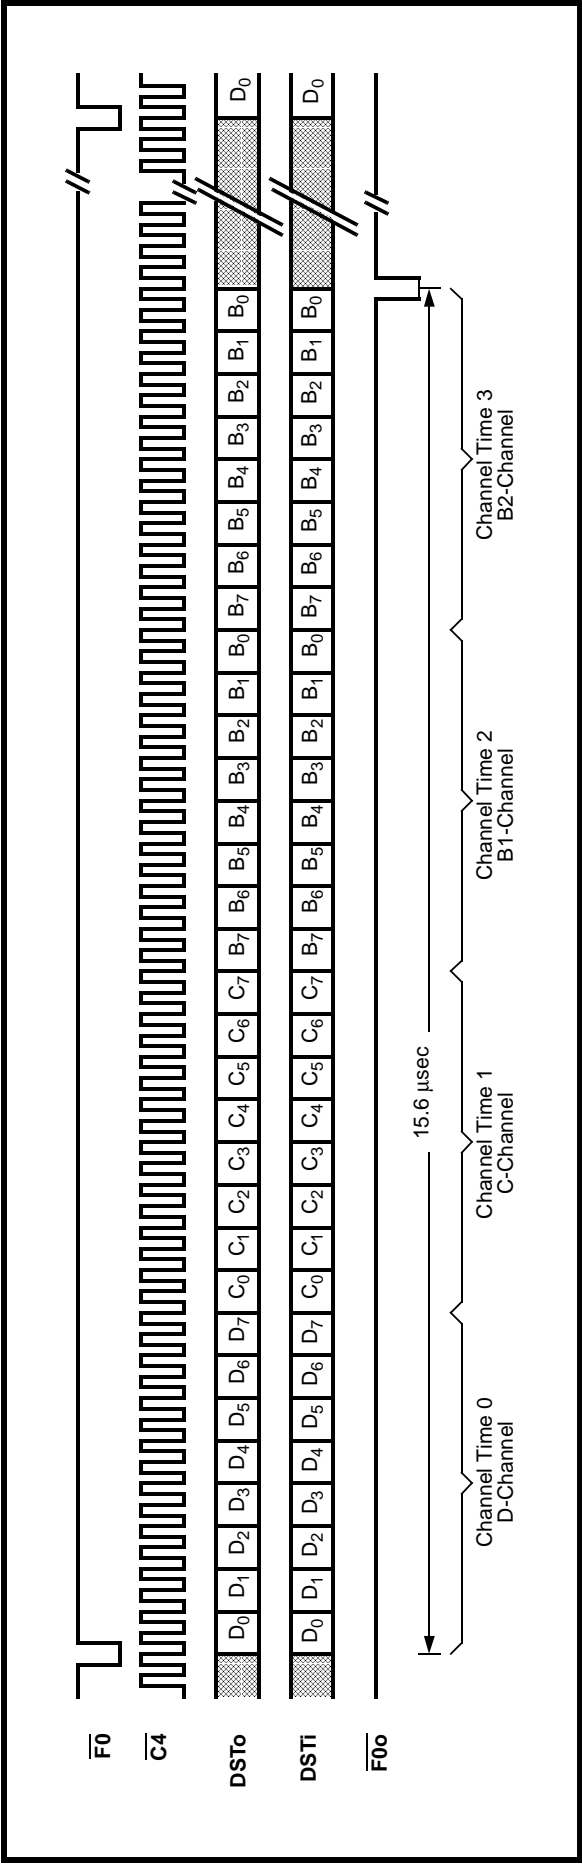 F0
C4
DSTo D0 D1 D2 D3 D4 D5 D6 D7 C0 C1 C2 C3 C4 C5 C6 C7 B7 B6 B5 B4 B3 B2 B1 B0 B7 B6 B5 B4 B3 B2 B1 B0 D0
DSTi D0 D1 D2 D3 D4 D5 D6 D7 C0 C1 C2 C3 C4 C5 C6 C7 B7 B6 B5 B4 B3 B2 B1 B0 B7 B6 B5 B4 B3 B2 B1 B0 D0
F0o
15.6 μsec
Channel Time 0
D-Channel
Channel Time 1
C-Channel
Channel Time 2
B1-Channel
Channel Time 3
B2-Channel